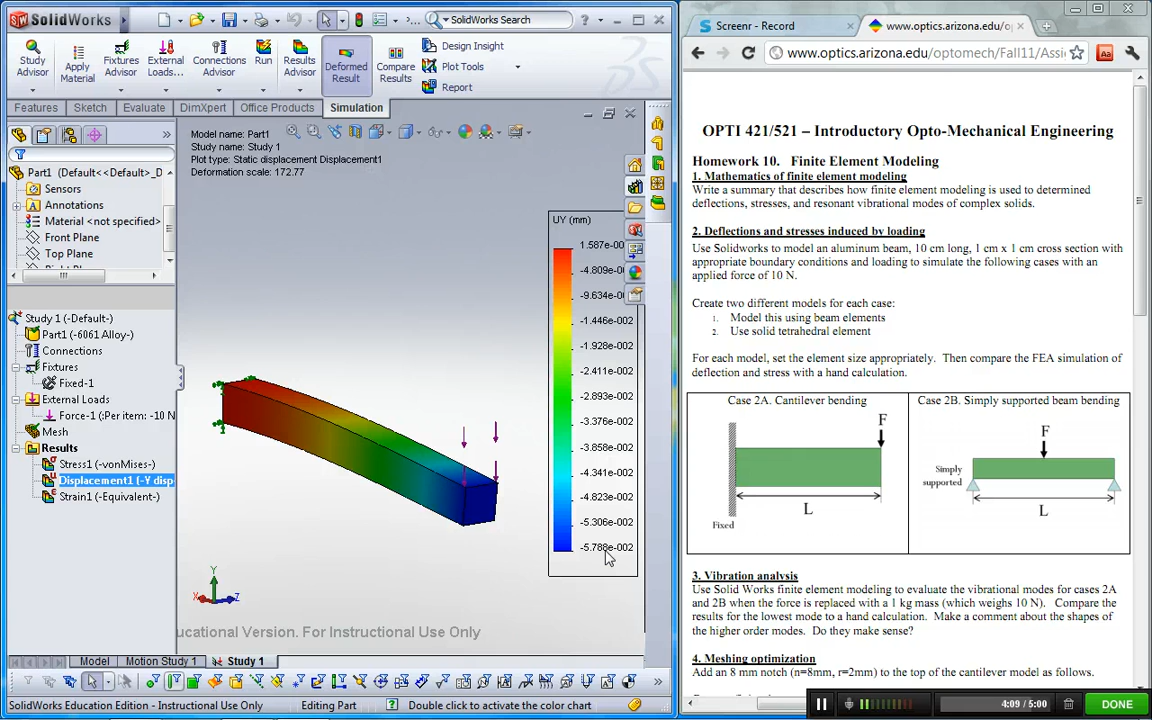 SolidWorks
SolidWorks Search
Study
Advisor
Apply
Material
Fixtures
Advisor
External
Loads...
Connections
Advisor
Run
Results
Advisor
Deformed
Result
Compare
Results
Design Insight
Plot Tools
Report
Features
Sketch
Evaluate
DimXpert
Office Products
Simulation
Part1 (Default<<Default>_D
Sensors
Annotations
Material <not specified>
Front Plane
Top Plane
Study 1 (-Default-)
Part1 (-6061 Alloy-)
Connections
Fixtures
Fixed-1
External Loads
Force-1 (:Per item: -10 N
Mesh
Results
Stress1 (-vonMises-)
Displacement1 (-Y disp
Strain1 (-Equivalent-)
Model name: Part1
Study name: Study 1
Plot type: Static displacement Displacement1
Deformation scale: 172.77
UY (mm)
1.587e-00
-4.809e-0
-9.634e-0
-1.446e-0
-1.928e-0
-2.411e-002
-2.893e-002
-3.376e-002
-3.858e-002
-4.341e-002
-4.823e-002
-5.306e-002
-5.788e-002
Y
X
Z
ucational Version. For Instructional Use Only
Model
Motion Study 1
Study 1
SolidWorks Education Edition - Instructional Use Only
Editing Part
Double click to activate the color chart
Screenr - Record
www.optics.arizona.edu/o
www.optics.arizona.edu/optomech/Fall11/Assi
OPTI 421/521 – Introductory Opto-Mechanical Engineering
Homework 10. Finite Element Modeling
1. Mathematics of finite element modeling
Write a summary that describes how finite element modeling is used to determined
deflections, stresses, and resonant vibrational modes of complex solids.
2. Deflections and stresses induced by loading
Use Solidworks to model an aluminum beam, 10 cm long, 1 cm x 1 cm cross section with
appropriate boundary conditions and loading to simulate the following cases with an
applied force of 10 N.
Create two different models for each case:
1. Model this using beam elements
2. Use solid tetrahedral element
For each model, set the element size appropriately. Then compare the FEA simulation of
deflection and stress with a hand calculation.
Case 2A. Cantilever bending
F
L
Fixed
Case 2B. Simply supported beam bending
F
Simply
supported
L
3. Vibration analysis
Use Solid Works finite element modeling to evaluate the vibrational modes for cases 2A
and 2B when the force is replaced with a 1 kg mass (which weighs 10 N). Compare the
results for the lowest mode to a hand calculation. Make a comment about the shapes of
the higher order modes. Do they make sense?
4. Meshing optimization
Add an 8 mm notch (n=8mm, r=2mm) to the top of the cantilever model as follows.
4:09 / 5:00
DONE